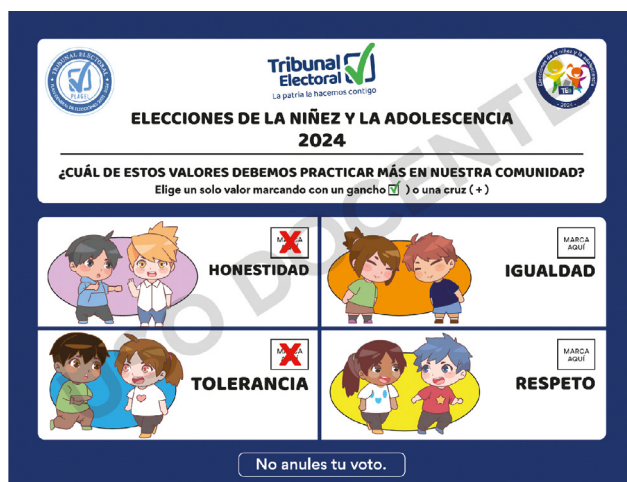 Tribunal
Electoral
La patria la hacemos contigo
ELECCIONES DE LA NIÑEZ Y LA ADOLESCENCIA
2024
¿CUÁL DE ESTOS VALORES DEBEMOS PRACTICAR MÁS EN NUESTRA COMUNIDAD?
Elige un solo valor marcando con un gancho ) o una cruz ( + )
HONESTIDAD
MARCA
AQUÍ
IGUALDAD
TOLERANCIA
MARCA
AQUÍ
RESPETO
USO DOCENTE
No anules tu voto.